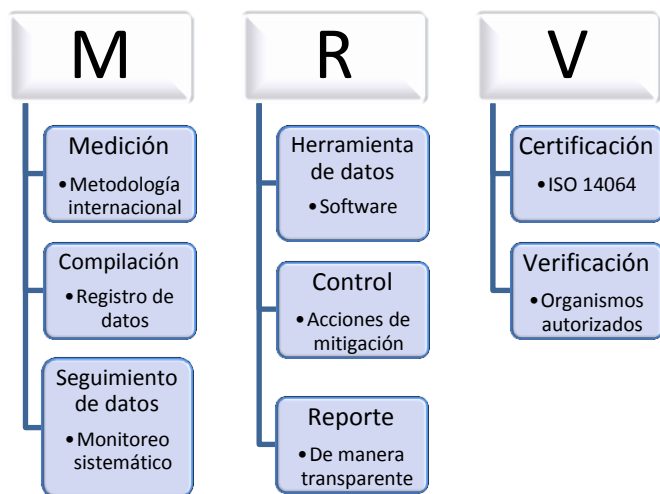 M
Medición
•Metodología
internacional
Compilación
•Registro de
datos
Seguimiento
de datos
•Monitoreo
sistemático
R
Herramienta
de datos
•Software
Control
•Acciones de
mitigación
Reporte
•De manera
transparente
V
Certificación
•ISO 14064
Verificación
•Organismos
autorizados